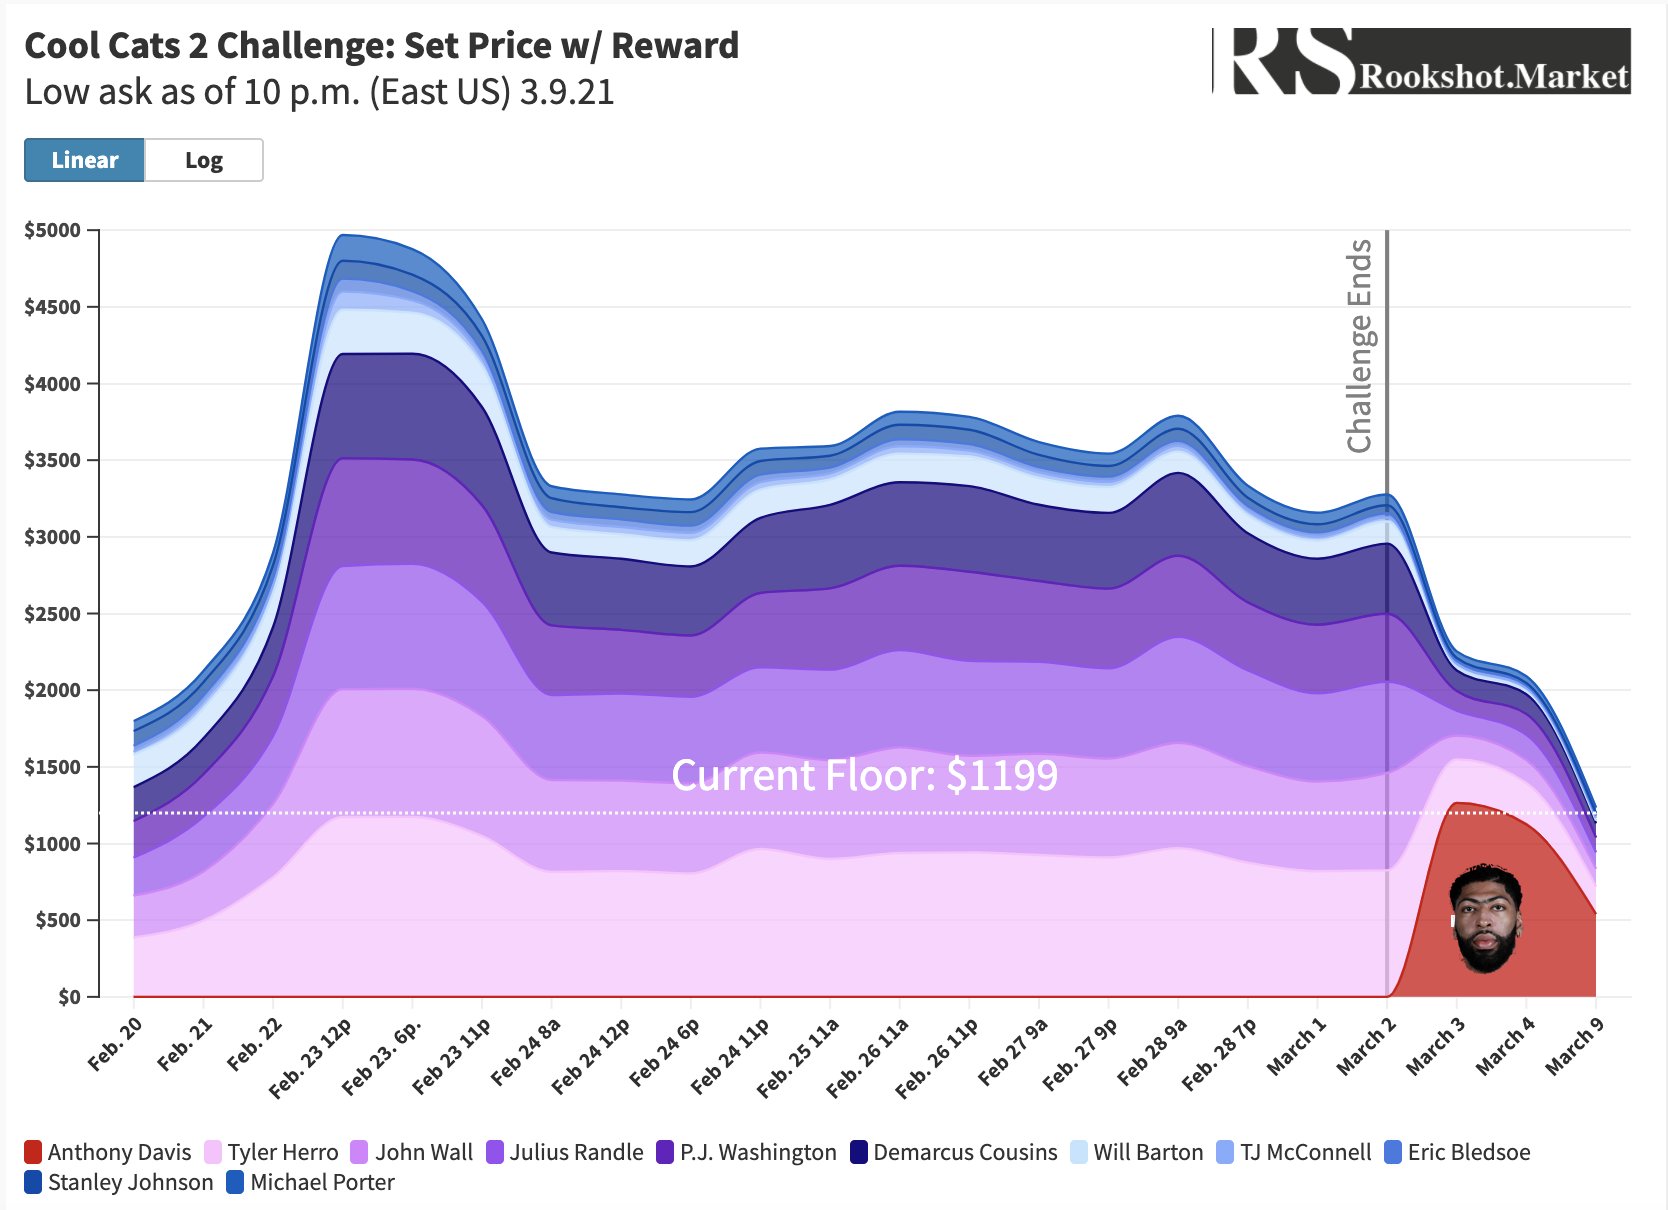 Cool Cats 2 Challenge: Set Price w/ Reward
Low ask as of 10 p.m. (East US) 3.9.21
RS Rookshot.Market
Linear Log
$5000
$4500
$4000
$3500
$3000
$2500
$2000
$1500
$1000
$500
$0
Challenge Ends
Current Floor: $1199
Feb. 20
Feb. 21
Feb. 22
Feb. 23 12p
Feb 23. 6p.
Feb 23 11p
Feb 24 8a
Feb 24 12p
Feb 24 6p
Feb 24 11p
Feb. 25 11a
Feb. 26 11a
Feb. 26 11p
Feb 27 9a
Feb. 27 9p
Feb 28 9a
Feb. 28 7p
March 1
March 2
March 3
March 4
March 9
Anthony Davis Tyler Herro John Wall Julius Randle P.J. Washington Demarcus Cousins Will Barton TJ McConnell Eric Bledsoe
Stanley Johnson Michael Porter